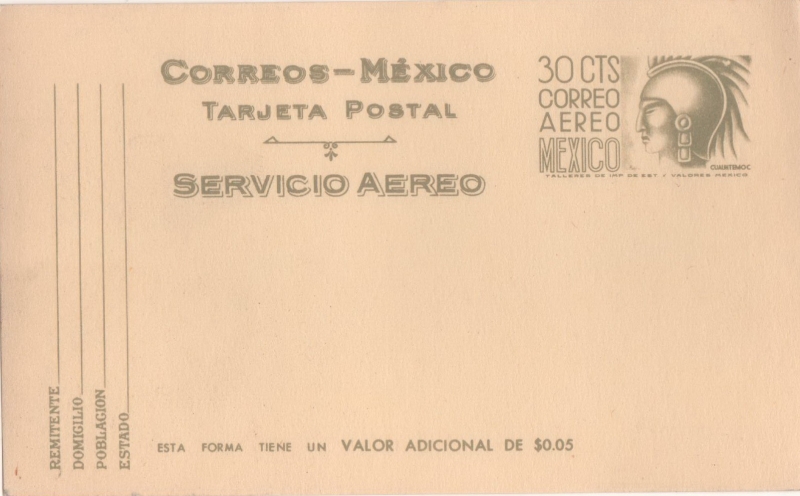 CORREOS-MÉXICO
TARJETA POSTAL
SERVICIO AEREO
30 CTS
CORREO
AEREO
MEXICO
CUAUHTEMOC
TALLERES DE IMP DE EST Y VALORES MEXICO
REMITENTE
DOMICILIO
POBLACION
ESTADO
ESTA FORMA TIENE UN VALOR ADICIONAL DE $0.05